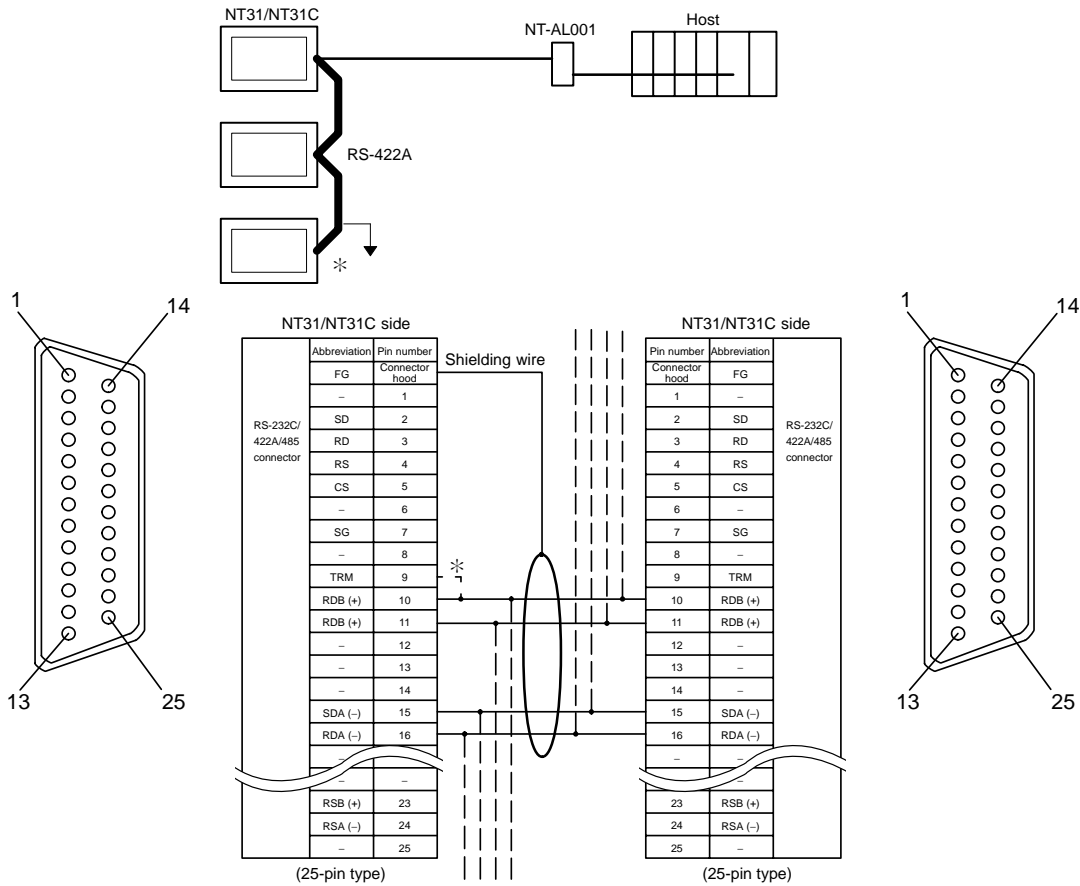 NT31/NT31C
NT-AL001
Host
RS-422A
*
1
14
13
25
NT31/NT31C side
Abbreviation Pin number
FG Connector hood
– 1
SD 2
RD 3
RS 4
CS 5
– 6
SG 7
– 8
TRM 9
RDB (+) 10
RDB (+) 11
– 12
– 13
– 14
SDA (–) 15
RDA (–) 16
–
– –
RSB (+) 23
RSA (–) 24
– 25
RS-232C/
422A/485
connector
(25-pin type)
Shielding wire
*
NT31/NT31C side
Pin number Abbreviation
Connector hood FG
1 –
2 SD
3 RD
4 RS
5 CS
6 –
7 SG
8 –
9 TRM
10 RDB (+)
11 RDB (+)
12 –
13 –
14 –
15 SDA (–)
16 RDA (–)
– –
– –
23 RSB (+)
24 RSA (–)
25 –
RS-232C/
422A/485
connector
(25-pin type)
1
14
13
25